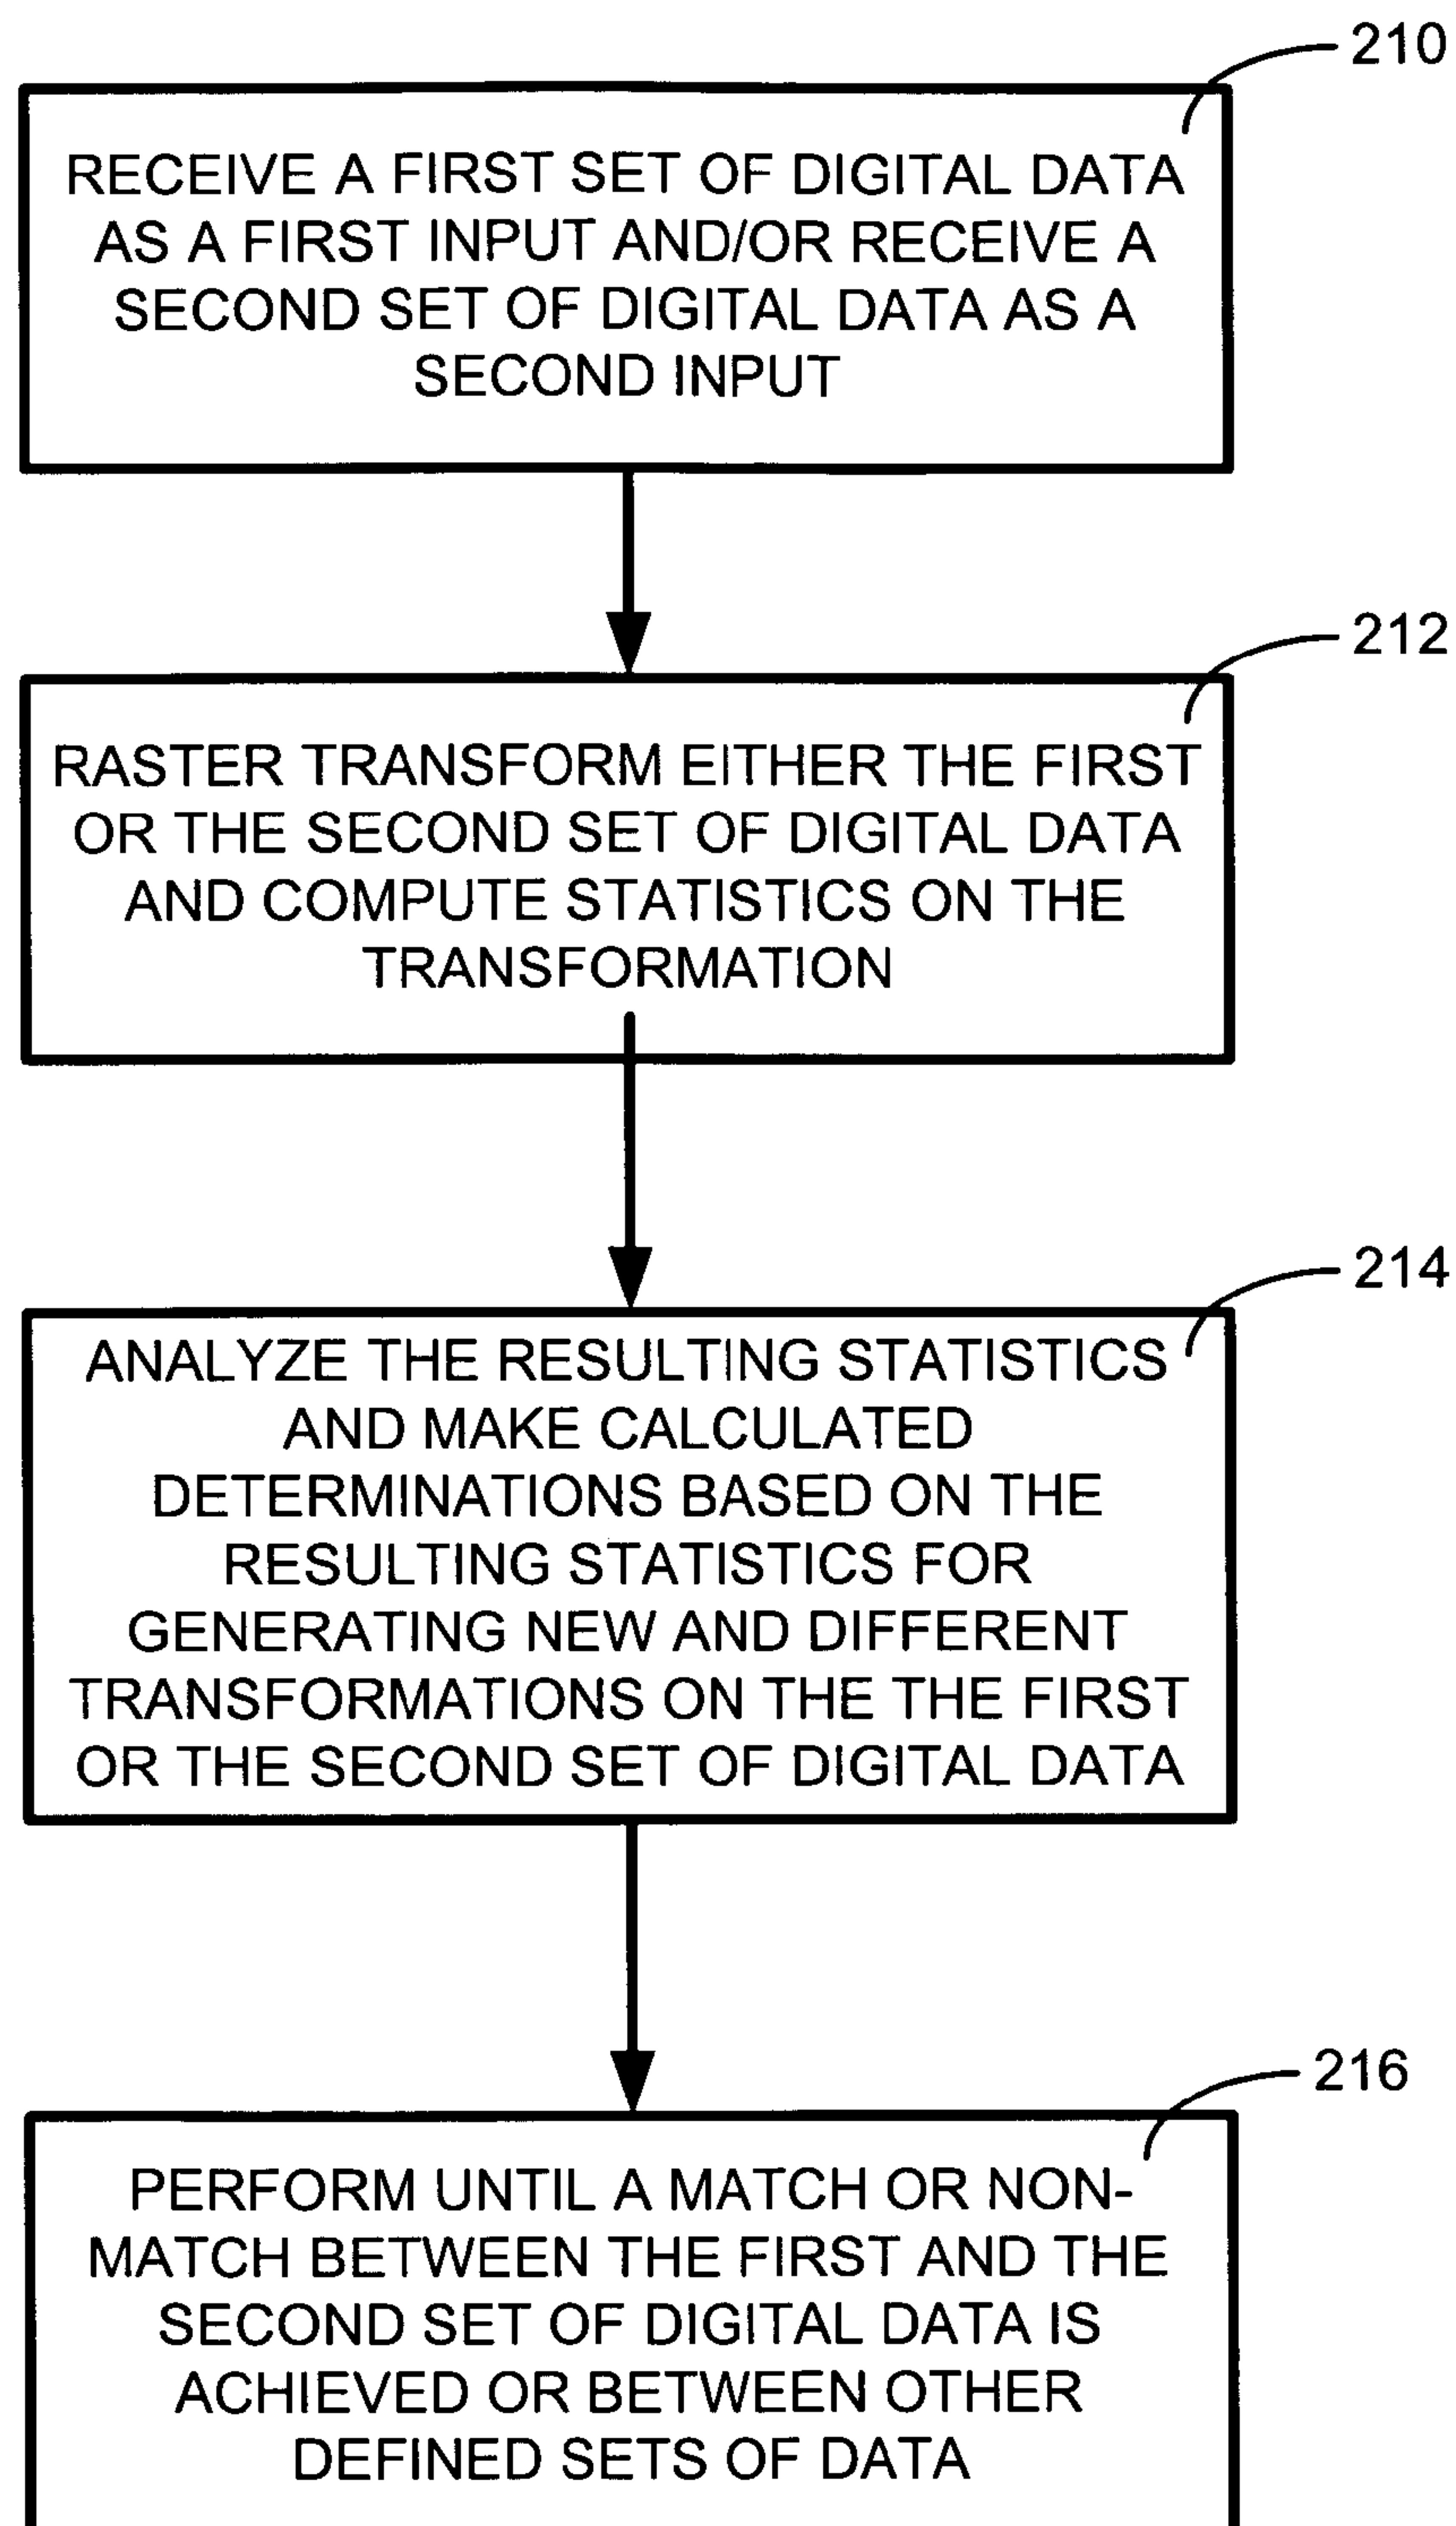 210
RECEIVE A FIRST SET OF DIGITAL DATA
AS A FIRST INPUT AND/OR RECEIVE A
SECOND SET OF DIGITAL DATA AS A
SECOND INPUT
212
RASTER TRANSFORM EITHER THE FIRST
OR THE SECOND SET OF DIGITAL DATA
AND COMPUTE STATISTICS ON THE
TRANSFORMATION
214
ANALYZE THE RESULTING STATISTICS
AND MAKE CALCULATED
DETERMINATIONS BASED ON THE
RESULTING STATISTICS FOR
GENERATING NEW AND DIFFERENT
TRANSFORMATIONS ON THE THE FIRST
OR THE SECOND SET OF DIGITAL DATA
216
PERFORM UNTIL A MATCH OR NON-
MATCH BETWEEN THE FIRST AND THE
SECOND SET OF DIGITAL DATA IS
ACHIEVED OR BETWEEN OTHER
DEFINED SETS OF DATA